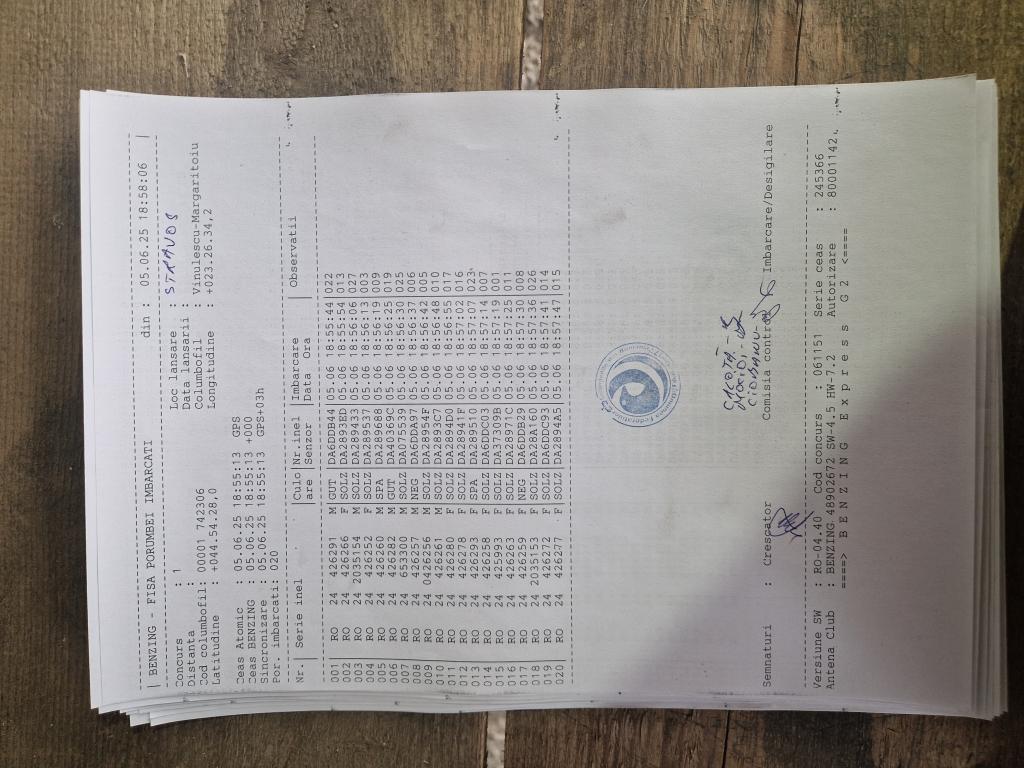 | BENZING - FISA PORUMBEI IMBARCATI din : 05.06.25 18:58:06 |
Concurs : 1 Loc lansare : STAVOS
Distanta : Data lansarii :
Cod columbofil: 00001 742306 Columbofil : Vinulescu-Margaritoiu
Latitudine : +044.54.28,0 Longitudine : +023.26.34,2
Ceas Atomic : 05.06.25 18:55:13 GPS
Ceas BENZING : 05.06.25 18:55:13 +000
Sincronizare : 05.06.25 18:55:13 GPS+03h
Por. imbarcati: 020
Nr.| Serie inel |Culo|Nr.inel |Imbarcare | Observatii
|are |Senzor |Data Ora |
001| RO 24 426291 M|GUT |DA6DDB44|05.06 18:55:44|022
002| RO 24 426266 F|SOLZ|DA2893ED|05.06 18:55:54|013
003| RO 24 2035154 M|SOLZ|DA289433|05.06 18:56:06|027
004| RO 24 426252 F|SOLZ|DA289537|05.06 18:56:13|003
005| RO 24 426260 M|SPA |DA289688|05.06 18:56:19|009
006| RO 24 426282 M|GUT |DA40369C|05.06 18:56:25|019
007| RO 24 653300 M|SOLZ|DA075539|05.06 18:56:30|025
008| RO 24 426257 M|NEG |DA6DDA97|05.06 18:56:37|006
009| RO 24 0426256 M|SOLZ|DA28954F|05.06 18:56:42|005
010| RO 24 426261 M|SOLZ|DA2893C7|05.06 18:56:48|010
011| RO 24 426280 F|SOLZ|DA2894D0|05.06 18:56:55|017
012| RO 24 426278 F|SOLZ|DA28941F|05.06 18:57:02|016
013| RO 24 426293 F|SPA |DA289510|05.06 18:57:07|023
014| RO 24 426258 F|SOLZ|DA6DDC03|05.06 18:57:14|007
015| RO 24 425993 F|SOLZ|DA37309B|05.06 18:57:19|001
016| RO 24 426263 F|SOLZ|DA28971C|05.06 18:57:25|011
017| RO 24 426259 F|NEG |DA6DDB29|05.06 18:57:30|008
018| RO 24 2035153 F|SOLZ|DA28A160|05.06 18:57:36|026
019| RO 24 426270 F|SOLZ|DA6DDC93|05.06 18:57:41|014
020| RO 24 426277 F|SOLZ|DA2894A5|05.06 18:57:47|015
Semnaturi : Crescator Comisia control Imbarcare/Desigilare
Versiune SW : RO-04.40 Cod concurs : 061151 Serie ceas : 245366
Antena Club : BENZING 48902672 SW-4.5 HW-7.2 Autorizare : 80001142
====> B E N Z I N G E x p r e s s G 2 <====